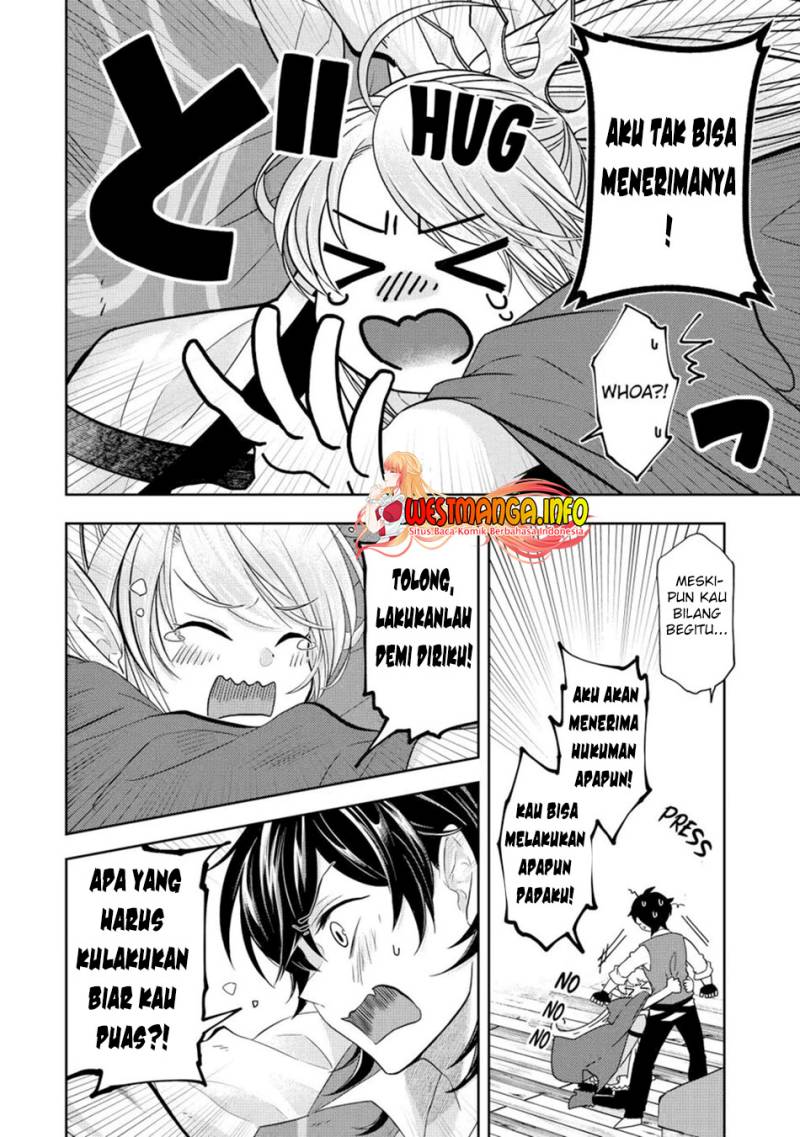 AKU TAK BISA
MENERIMANYA
!
HUG
ど
WHOA?!
WESTMANGA.INFO
Situs Baca Komik Berbahasa Indonesia
MESKI-
PUN KAU
BILANG
BEGITU...
AKU AKAN
MENERIMA
HUKUMAN
APAPUN!
KAU BISA
MELAKUKAN
APAPUN
PADAKU!
PRESS
NO
NO
NO
TOLONG,
LAKUKANLAH
DEMI DIRIKU!
APA YANG
HARUS
KULAKUKAN
BIAR KAU
PUAS?!